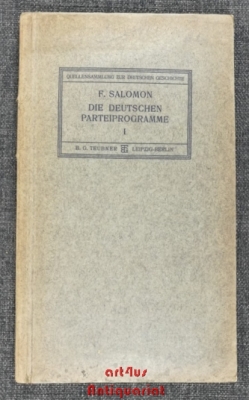 QUELLENSAMMLUNG ZUR DEUTSCHEN GESCHICHTE
F. SALOMON
DIE DEUTSCHEN
PARTEIPROGRAMME
I
B. G. TEUBNER LEIPZIG-BERLIN
art4us
Antiquariat